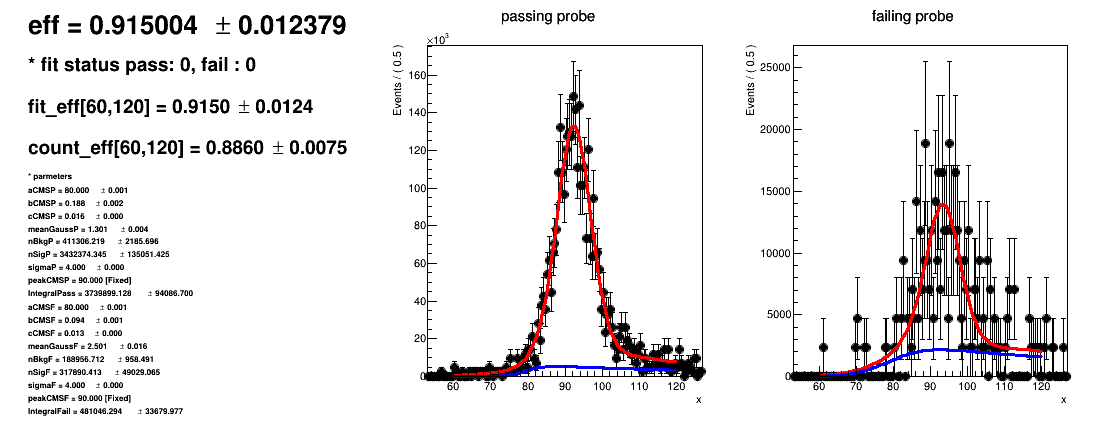 eff = 0.915004 ± 0.012379
* fit status pass: 0, fail : 0
fit_eff[60,120] = 0.9150 ± 0.0124
count_eff[60,120] = 0.8860 ± 0.0075
* parmeters
aCMSP = 80.000 ± 0.001
bCMSP = 0.188 ± 0.002
cCMSP = 0.016 ± 0.000
meanGaussP = 1.301 ± 0.004
nBkgP = 411306.219 ± 2185.696
nSigP = 3432374.345 ± 135051.425
sigmaP = 4.000 ± 0.000
peakCMSP = 90.000 [Fixed]
IntegralPass = 3739899.128 ± 94086.700
aCMSF = 80.000 ± 0.001
bCMSF = 0.094 ± 0.001
cCMSF = 0.013 ± 0.000
meanGaussF = 2.501 ± 0.016
nBkgF = 188956.712 ± 958.491
nSigF = 317890.413 ± 49029.065
sigmaF = 4.000 ± 0.000
peakCMSF = 90.000 [Fixed]
IntegralFail = 481046.294 ± 33679.977
passing probe
×10³
Events / ( 0.5 )
160
140
120
100
80
60
40
20
0
60 70 80 90 100 110 120
x
failing probe
Events / ( 0.5 )
25000
20000
15000
10000
5000
0
60 70 80 90 100 110 120
x